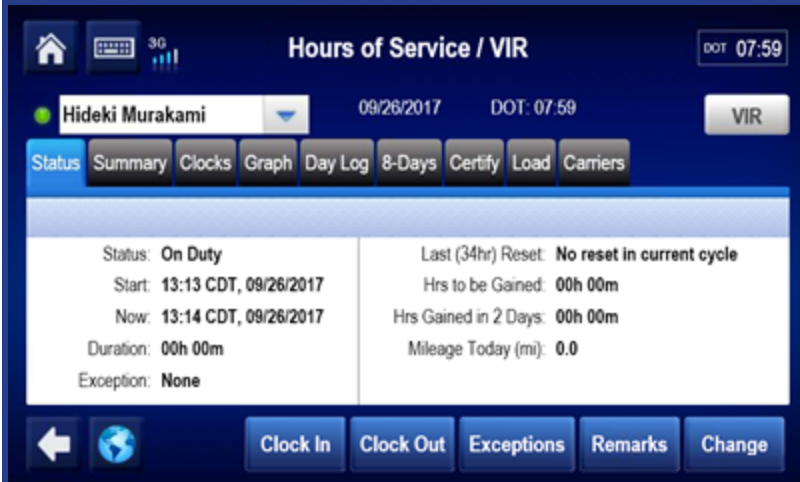 3G
Hours of Service / VIR
DOT 07:59
Hideki Murakami
09/26/2017
DOT: 07:59
VIR
Status Summary Clocks Graph Day Log 8-Days Certify Load Carriers
Status: On Duty
Start: 13:13 CDT, 09/26/2017
Now: 13:14 CDT, 09/26/2017
Duration: 00h 00m
Exception: None
Last (34hr) Reset: No reset in current cycle
Hrs to be Gained: 00h 00m
Hrs Gained in 2 Days: 00h 00m
Mileage Today (mi): 0.0
Clock In Clock Out Exceptions Remarks Change